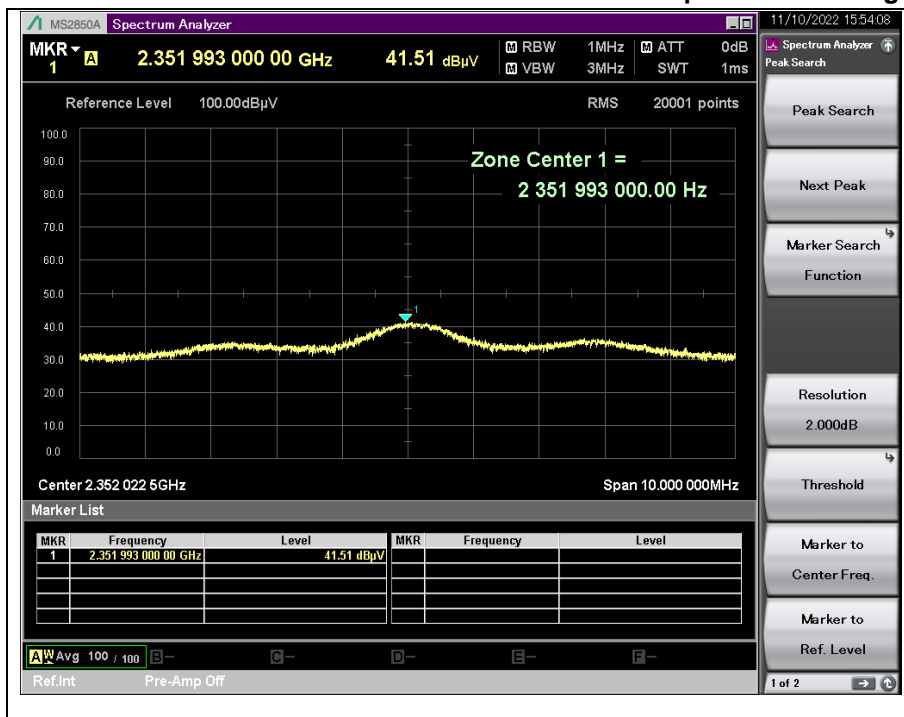 MS2850A Spectrum Analyzer 11/10/2022 15:54:08
MKR 1 A 2.351 993 000 00 GHz 41.51 dBµV
M RBW 1MHz M ATT 0dB
M VBW 3MHz SWT 1ms
Reference Level 100.00dBµV RMS 20001 points
100.0
90.0
80.0
70.0
60.0
50.0
40.0
30.0
20.0
10.0
0.0
Zone Center 1 =
2 351 993 000.00 Hz
1
Center 2.352 022 5GHz Span 10.000 000MHz
Marker List
MKR Frequency Level MKR Frequency Level
1 2.351 993 000 00 GHz 41.51 dBµV
A W Avg 100 / 100 B- C- D- E- F-
Ref.Int Pre-Amp Off
Spectrum Analyzer
Peak Search
Peak Search
Next Peak
Marker Search
Function
Resolution
2.000dB
Threshold
Marker to
Center Freq.
Marker to
Ref. Level
1 of 2